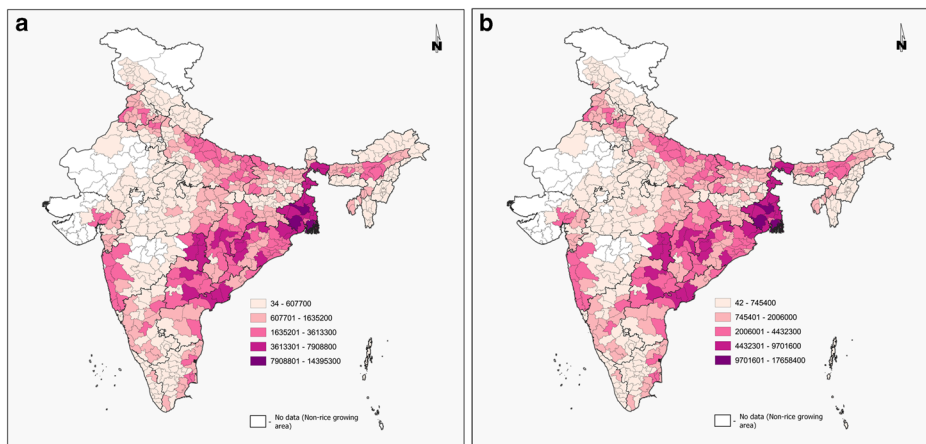 a
N
34 - 607700
607701 - 1635200
1635201 - 3613300
3613301 - 7908800
7908801 - 14395300
- No data (Non-rice growing
area)
b
N
42 - 745400
745401 - 2006000
2006001 - 4432300
4432301 - 9701600
9701601 - 17658400
- No data (Non-rice growing
area)